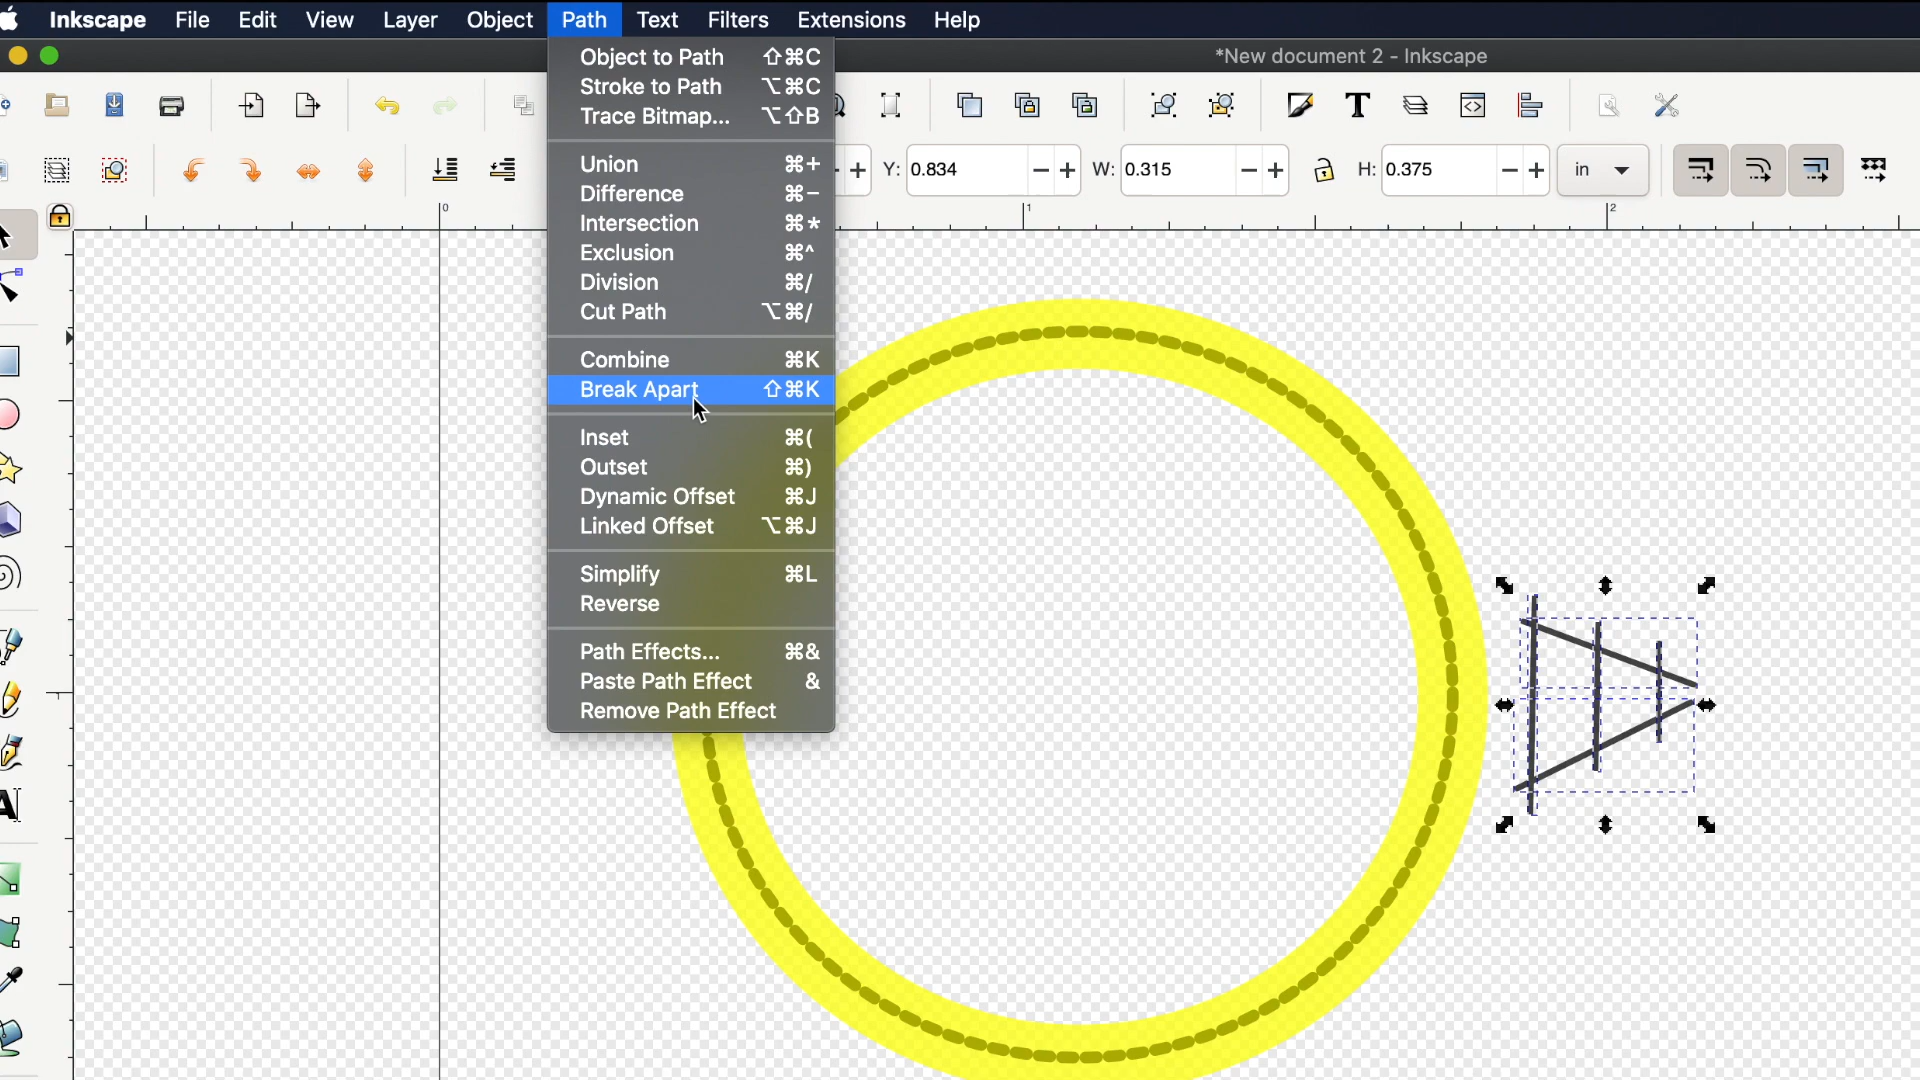 Inkscape File Edit View Layer Object Path Text Filters Extensions Help
*New document 2 - Inkscape
Object to Path ⇧⌘C
Stroke to Path ⌥⌘C
Trace Bitmap... ⌥⇧B
Union ⌘+
Difference ⌘−
Intersection ⌘*
Exclusion ⌘^
Division ⌘/
Cut Path ⌥⌘/
Combine ⌘K
Break Apart ⇧⌘K
Inset ⌘(
Outset ⌘)
Dynamic Offset ⌘J
Linked Offset ⌥⌘J
Simplify ⌘L
Reverse
Path Effects... ⌘&
Paste Path Effect &
Remove Path Effect
Y: 0.834 − + W: 0.315 − + H: 0.375 − + in
0 1 2